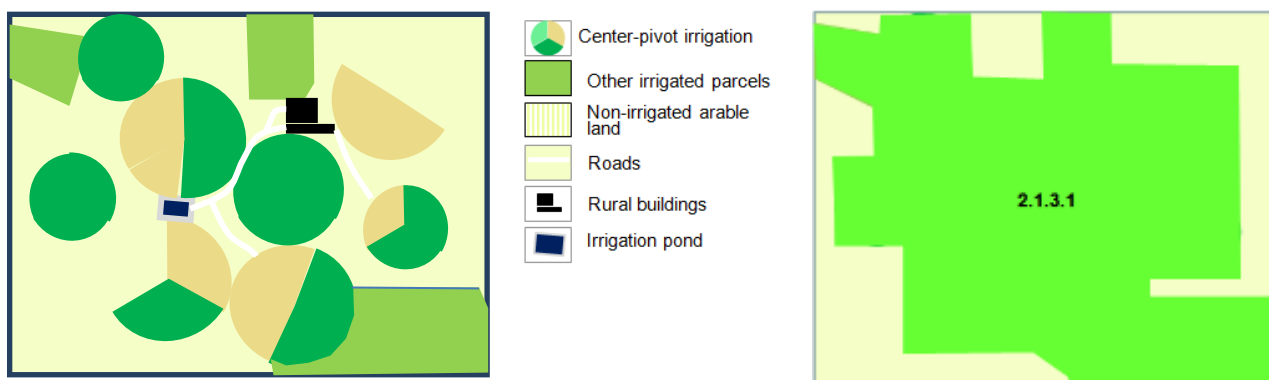 Center-pivot irrigation
Other irrigated parcels
Non-irrigated arable
land
Roads
Rural buildings
Irrigation pond
2.1.3.1